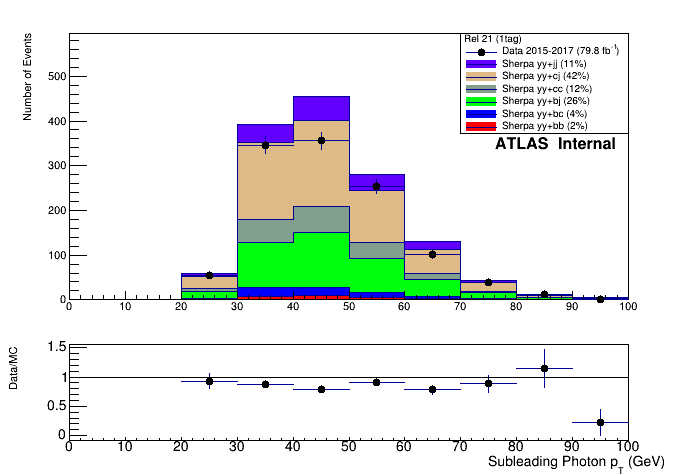 Number of Events
Rel 21 (1tag)
Data 2015-2017 (79.8 fb⁻¹)
Sherpa yy+jj (11%)
Sherpa yy+cj (42%)
Sherpa yy+cc (12%)
Sherpa yy+bj (26%)
Sherpa yy+bc (4%)
Sherpa yy+bb (2%)
ATLAS Internal
500
400
300
200
100
0
0 10 20 30 40 50 60 70 80 90 100
Data/MC
1.5
1
0.5
0
0 10 20 30 40 50 60 70 80 90 100
Subleading Photon p_T (GeV)